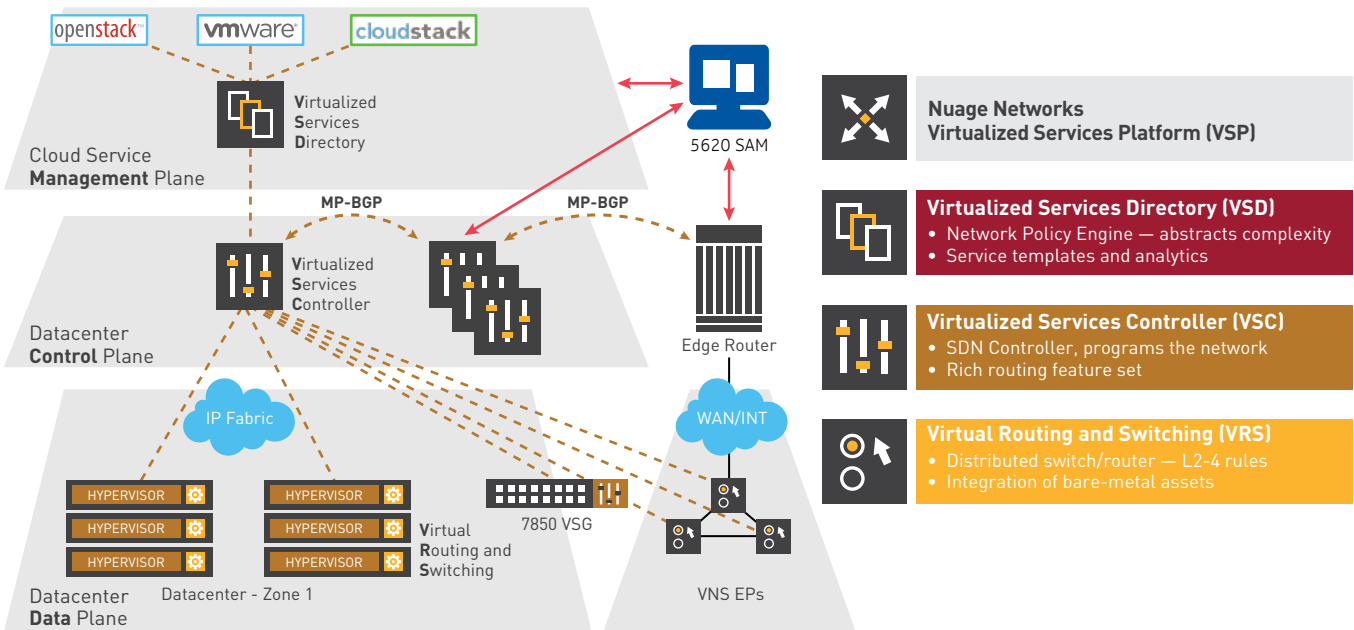 openstack™
vmware®
cloudstack
Virtualized
Services
Directory
Cloud Service
Management Plane
5620 SAM
MP-BGP
MP-BGP
Virtualized
Services
Controller
Datacenter
Control Plane
Edge Router
IP Fabric
WAN/INT
HYPERVISOR
HYPERVISOR
HYPERVISOR
HYPERVISOR
HYPERVISOR
HYPERVISOR
Virtual
Routing and
Switching
7850 VSG
Datacenter - Zone 1
VNS EPs
Datacenter
Data Plane
Nuage Networks
Virtualized Services Platform (VSP)
Virtualized Services Directory (VSD)
• Network Policy Engine — abstracts complexity
• Service templates and analytics
Virtualized Services Controller (VSC)
• SDN Controller, programs the network
• Rich routing feature set
Virtual Routing and Switching (VRS)
• Distributed switch/router — L2-4 rules
• Integration of bare-metal assets